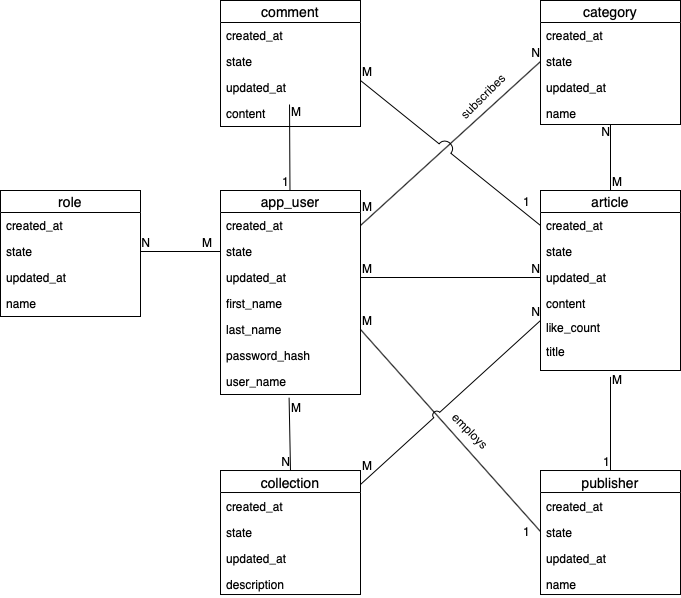 comment
created_at
state
updated_at
content
M
M
1
category
created_at
state
updated_at
name
N
N
M
subscribes
role
created_at
state
updated_at
name
N
M
app_user
created_at
state
updated_at
first_name
last_name
password_hash
user_name
M
M
M
M
N
article
created_at
state
updated_at
content
like_count
title
1
N
N
M
1
employs
collection
created_at
state
updated_at
description
M
publisher
created_at
state
updated_at
name
1